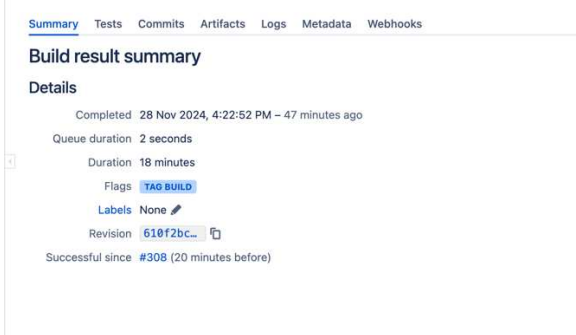 Summary Tests Commits Artifacts Logs Metadata Webhooks
Build result summary
Details
Completed 28 Nov 2024, 4:22:52 PM – 47 minutes ago
Queue duration 2 seconds
Duration 18 minutes
Flags TAG BUILD
Labels None
Revision 610f2bc…
Successful since #308 (20 minutes before)